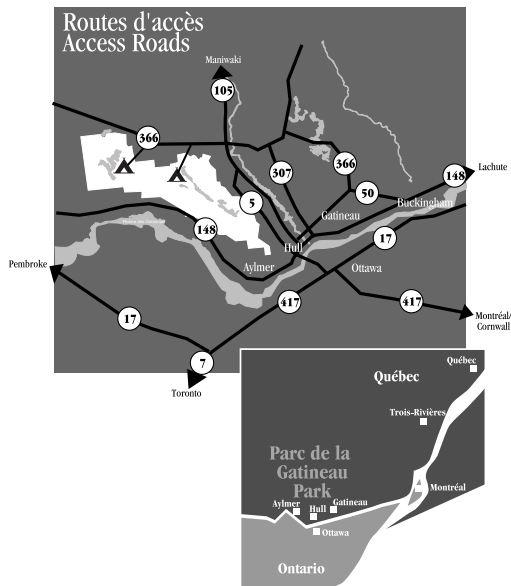 Routes d'accès
Access Roads
Maniwaki
105
366
307
366
148
Lachute
50
Buckingham
5
Gatineau
148
17
Hull
Aylmer
Ottawa
Pembroke
417
417
17
Montréal/
Cornwall
7
Toronto
Québec
Québec
Trois-Rivières
Parc de la
Gatineau
Park
Montréal
Aylmer
Hull
Gatineau
Ottawa
Ontario